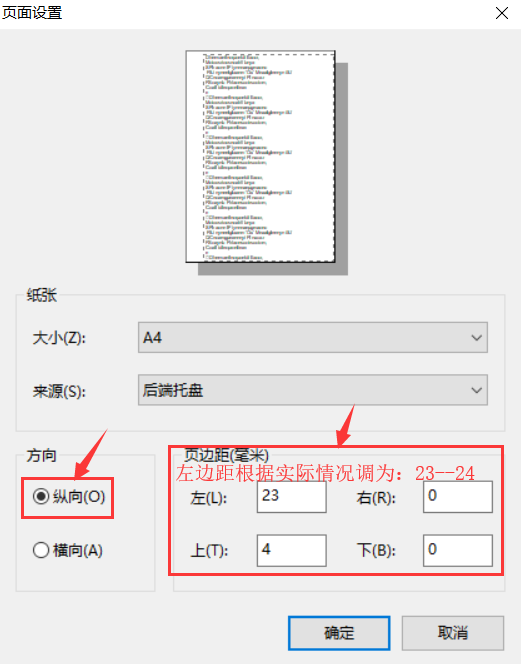 页面设置
纸张
大小(Z):
A4
来源(S):
后端托盘
方向
纵向(O)
横向(A)
页边距(毫米)
左边距根据实际情况调为：23--24
左(L):
23
右(R):
0
上(T):
4
下(B):
0
确定
取消